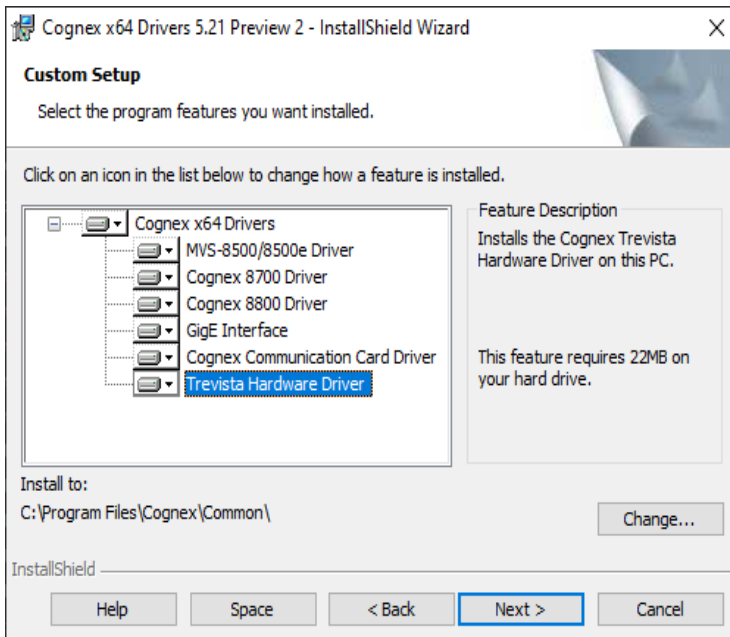 Cognex x64 Drivers 5.21 Preview 2 - InstallShield Wizard
Custom Setup
Select the program features you want installed.
Click on an icon in the list below to change how a feature is installed.
Cognex x64 Drivers
MVS-8500/8500e Driver
Cognex 8700 Driver
Cognex 8800 Driver
GigE Interface
Cognex Communication Card Driver
Trevista Hardware Driver
Feature Description
Installs the Cognex Trevista
Hardware Driver on this PC.
This feature requires 22MB on
your hard drive.
Install to:
C:\Program Files\Cognex\Common\
Change...
InstallShield
Help
Space
< Back
Next >
Cancel